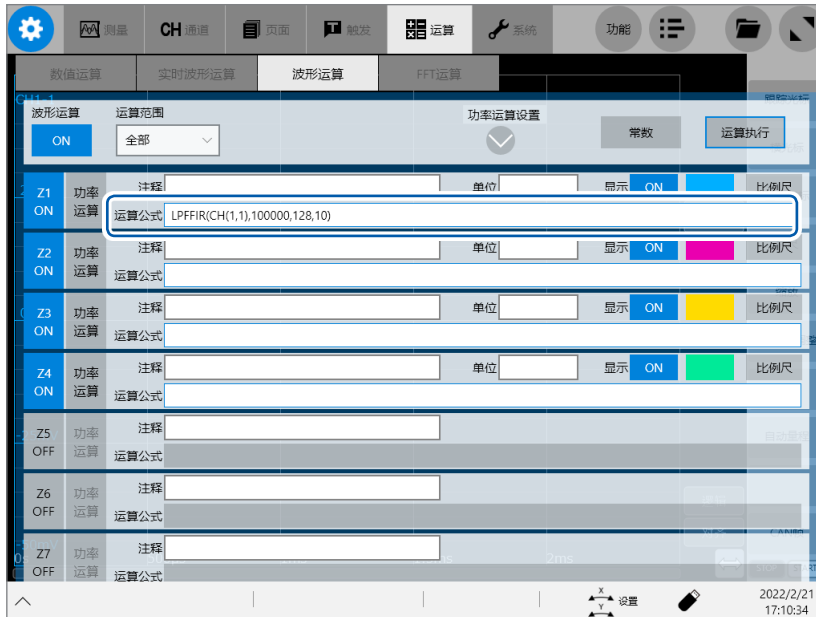 测量 CH 通道 页面 触发 运算 系统 功能
数值运算 实时波形运算 波形运算 FFT运算
CH1-1
波形运算 运算范围 功率运算设置
ON 全部 常数 运算执行
Z1 功率 注释 单位 显示 ON 比例尺
ON 运算 运算公式 LPFFIR(CH(1,1),100000,128,10)
Z2 功率 注释 单位 显示 ON 比例尺
ON 运算 运算公式
Z3 功率 注释 单位 显示 ON 比例尺
ON 运算 运算公式
Z4 功率 注释 单位 显示 ON 比例尺
ON 运算 运算公式
Z5 功率 注释
OFF 运算 运算公式
自动量程
Z6 功率 注释
OFF 运算 运算公式
Z7 功率 注释
2ms
OFF 运算 运算公式
设置 2022/2/21
17:10:34